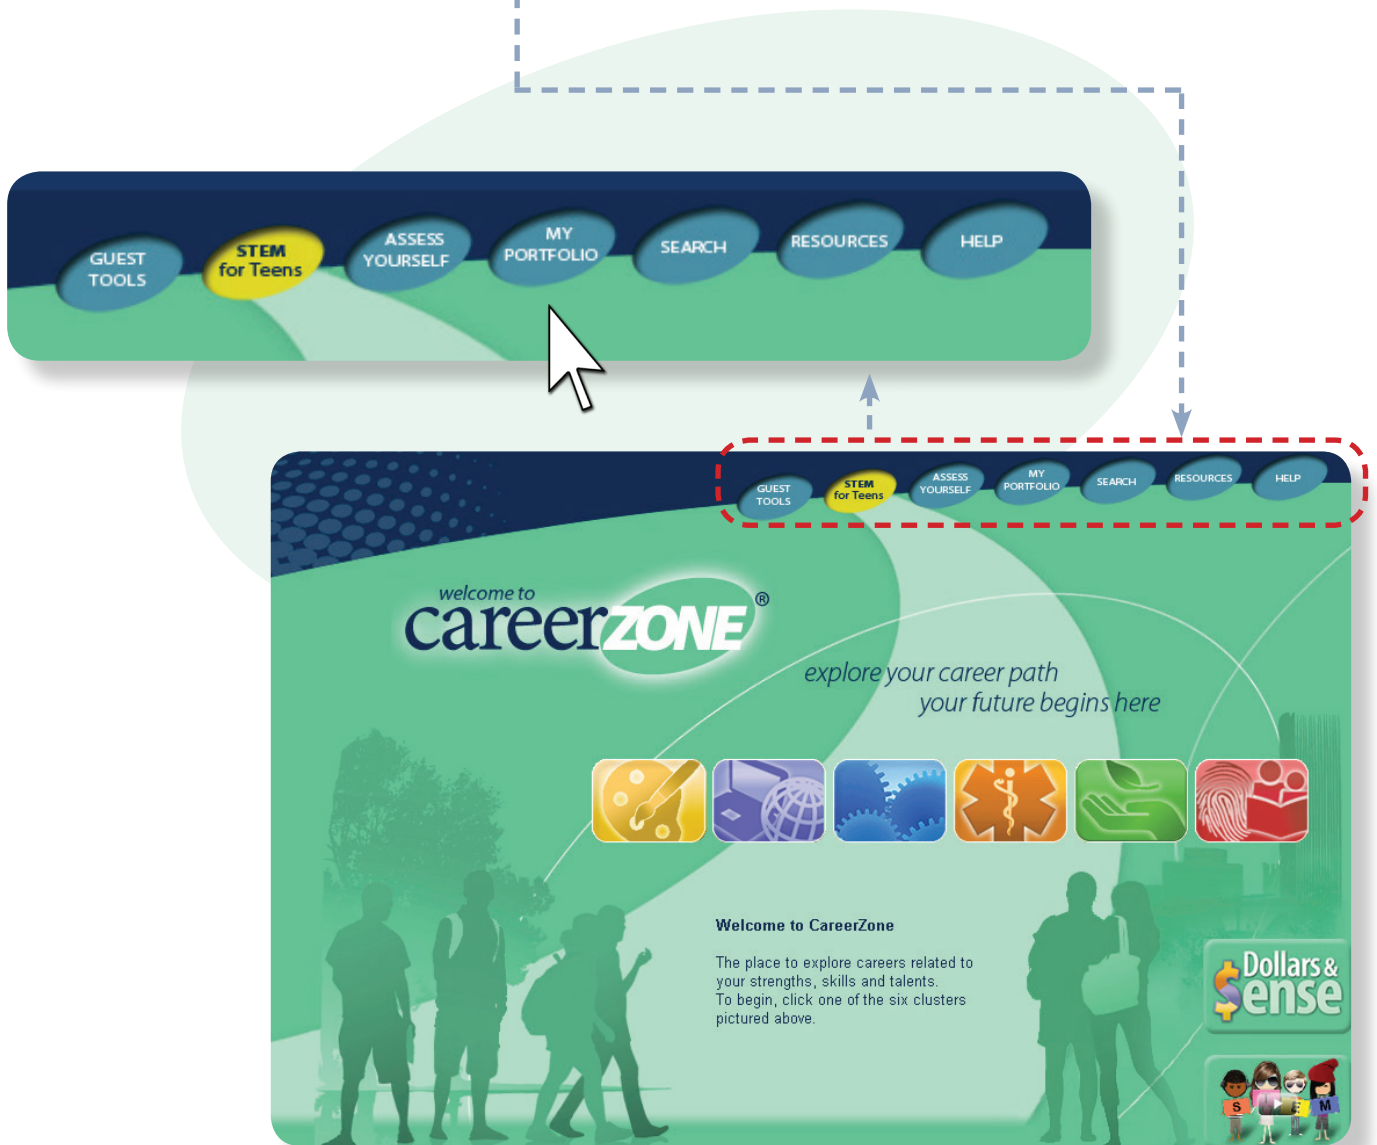 GUEST
TOOLS
STEM
for Teens
ASSESS
YOURSELF
MY
PORTFOLIO
SEARCH
RESOURCES
HELP
GUEST
TOOLS
STEM
for Teens
ASSESS
YOURSELF
MY
PORTFOLIO
SEARCH
RESOURCES
HELP
welcome to
careerZONE®
explore your career path
your future begins here
Welcome to CareerZone
The place to explore careers related to
your strengths, skills and talents.
To begin, click one of the six clusters
pictured above.
Dollars &
$ense
S E M